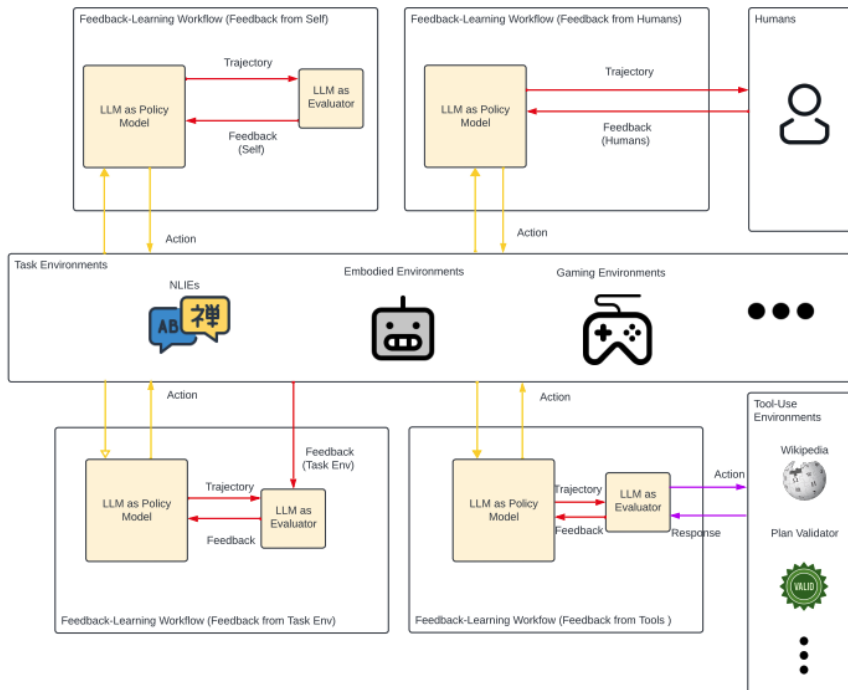 Feedback-Learning Workflow (Feedback from Self)
Trajectory
LLM as Policy
Model
LLM as
Evaluator
Feedback
(Self)
Action
Feedback-Learning Workflow (Feedback from Humans)
LLM as Policy
Model
Trajectory
Feedback
(Humans)
Action
Humans
Task Environments
NLIEs
AB
禅
Embodied Environments
Gaming Environments
Action
Feedback
(Task Env)
LLM as Policy
Model
Trajectory
Feedback
LLM as
Evaluator
Feedback-Learning Workflow (Feedback from Task Env)
Action
LLM as Policy
Model
Trajectory
Feedback
LLM as
Evaluator
Action
Response
Feedback-Learning Workfow (Feedback from Tools )
Tool-Use
Environments
Wikipedia
Plan Validator
VALID